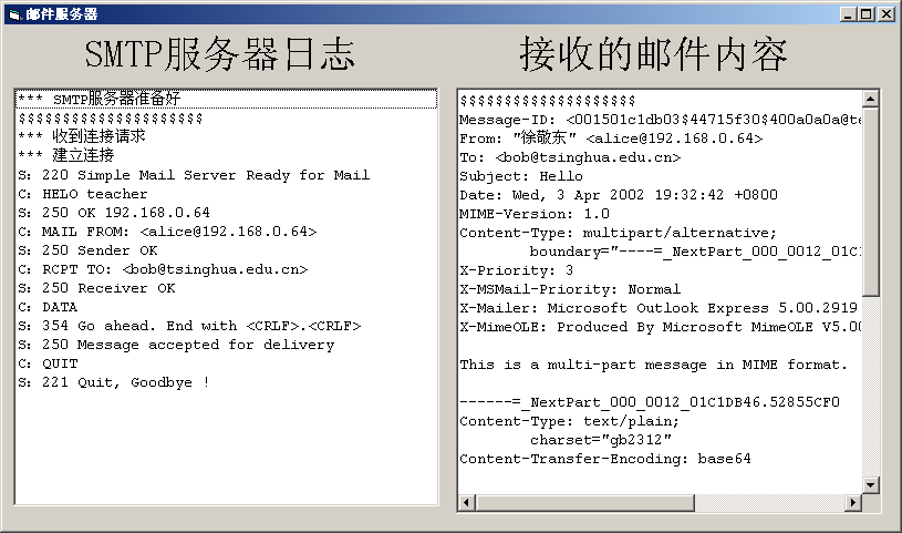 邮件服务器
SMTP服务器日志
*** SMTP服务器准备好
$$$$$$$$$$$$$$$$$$$$$
*** 收到连接请求
*** 建立连接
S: 220 Simple Mail Server Ready for Mail
C: HELO teacher
S: 250 OK 192.168.0.64
C: MAIL FROM: <alice@192.168.0.64>
S: 250 Sender OK
C: RCPT TO: <bob@tsinghua.edu.cn>
S: 250 Receiver OK
C: DATA
S: 354 Go ahead. End with <CRLF>.<CRLF>
S: 250 Message accepted for delivery
C: QUIT
S: 221 Quit, Goodbye !
接收的邮件内容
$$$$$$$$$$$$$$$$$$$$
Message-ID: <001501c1db03$44715f30$400a0a0a@te
From: "徐敬东" <alice@192.168.0.64>
To: <bob@tsinghua.edu.cn>
Subject: Hello
Date: Wed, 3 Apr 2002 19:32:42 +0800
MIME-Version: 1.0
Content-Type: multipart/alternative;
boundary="----=_NextPart_000_0012_01C1
X-Priority: 3
X-MSMail-Priority: Normal
X-Mailer: Microsoft Outlook Express 5.00.2919
X-MimeOLE: Produced By Microsoft MimeOLE V5.00
This is a multi-part message in MIME format.
------=_NextPart_000_0012_01C1DB46.52855CF0
Content-Type: text/plain;
charset="gb2312"
Content-Transfer-Encoding: base64